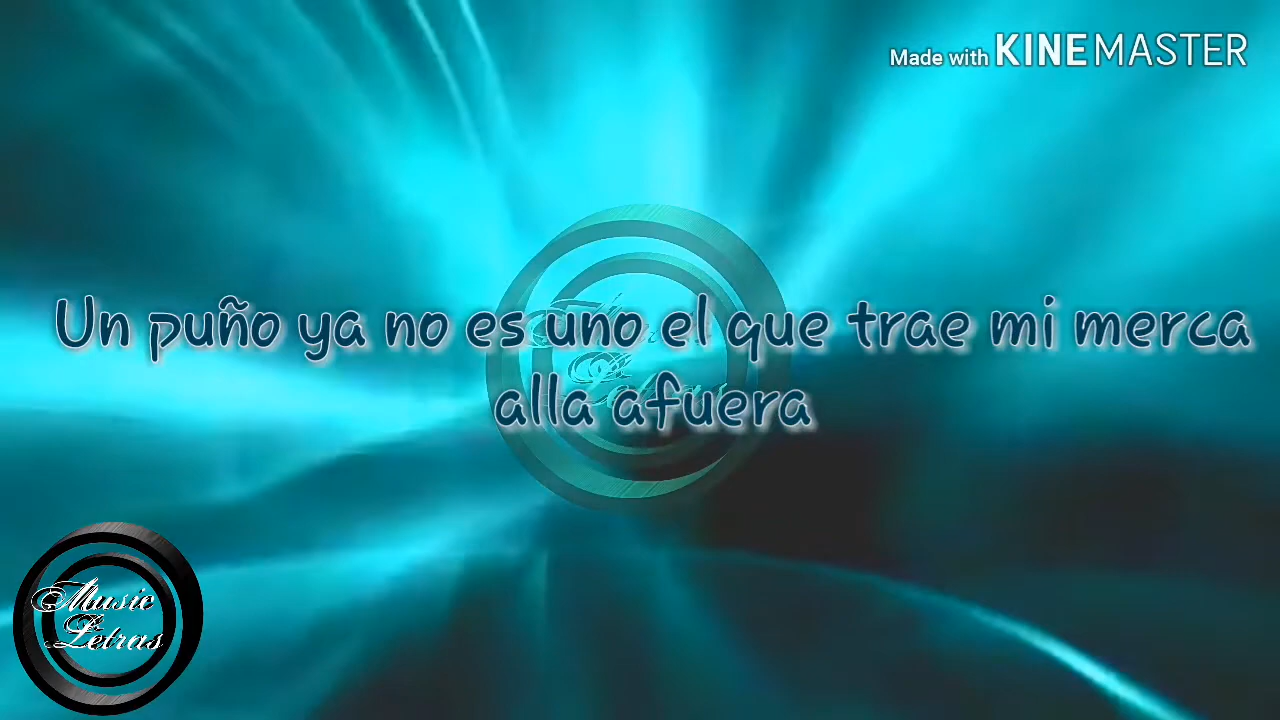 Made with KINEMASTER
Un puño ya no es uno el que trae mi merca
alla afuera
Music
Letras